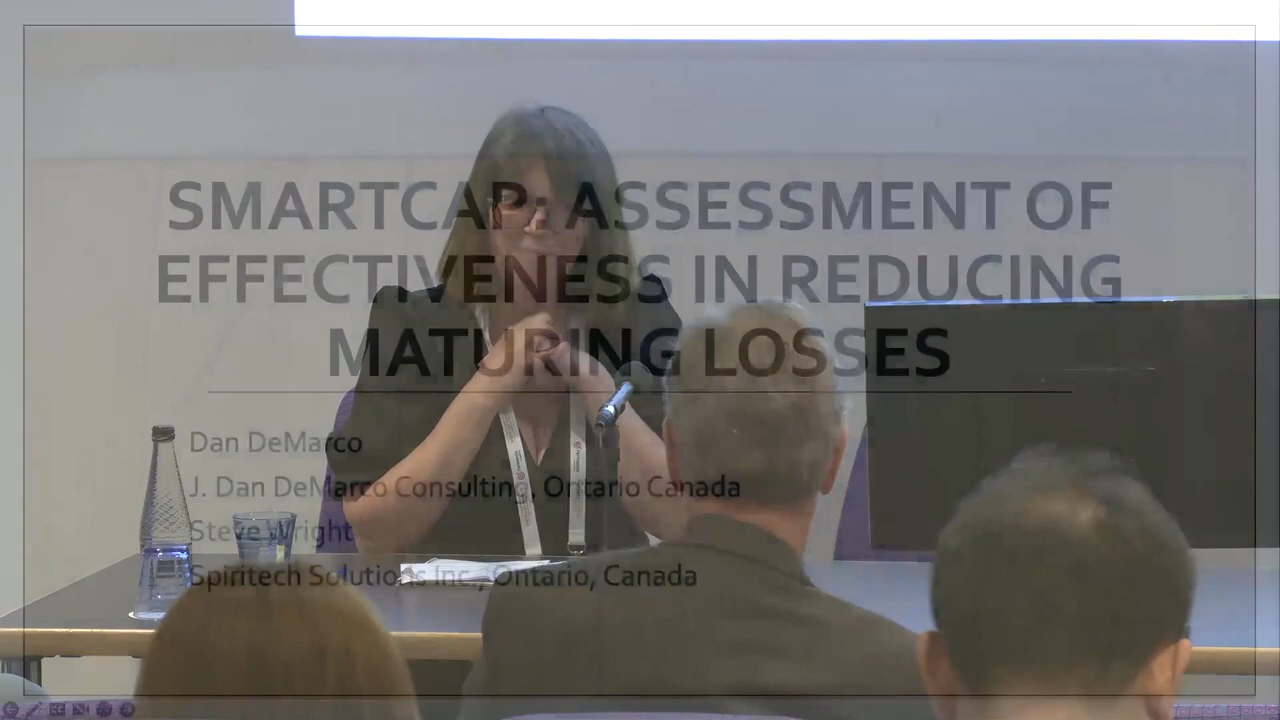 SMARTCAP: ASSESSMENT OF
EFFECTIVENESS IN REDUCING
MATURING LOSSES
Dan DeMarco
J. Dan DeMarco Consulting, Ontario Canada
Steve Wright
Spiritech Solutions Inc., Ontario, Canada